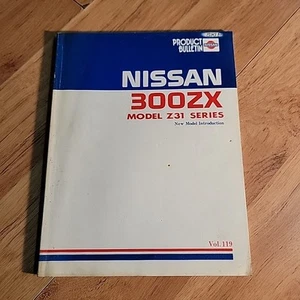 PRODUCT
BULLETIN
NISSAN
300ZX
MODEL Z31 SERIES
New Model Introduction
Vol.119